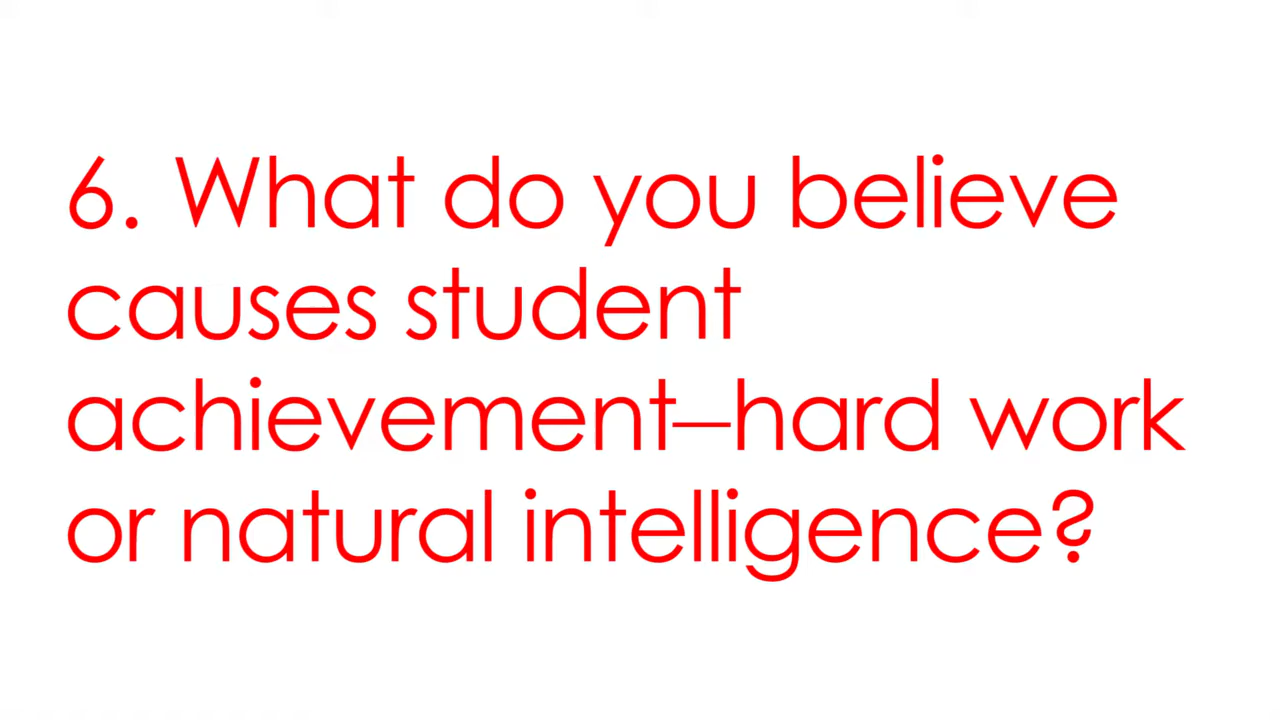 6. What do you believe
causes student
achievement—hard work
or natural intelligence?